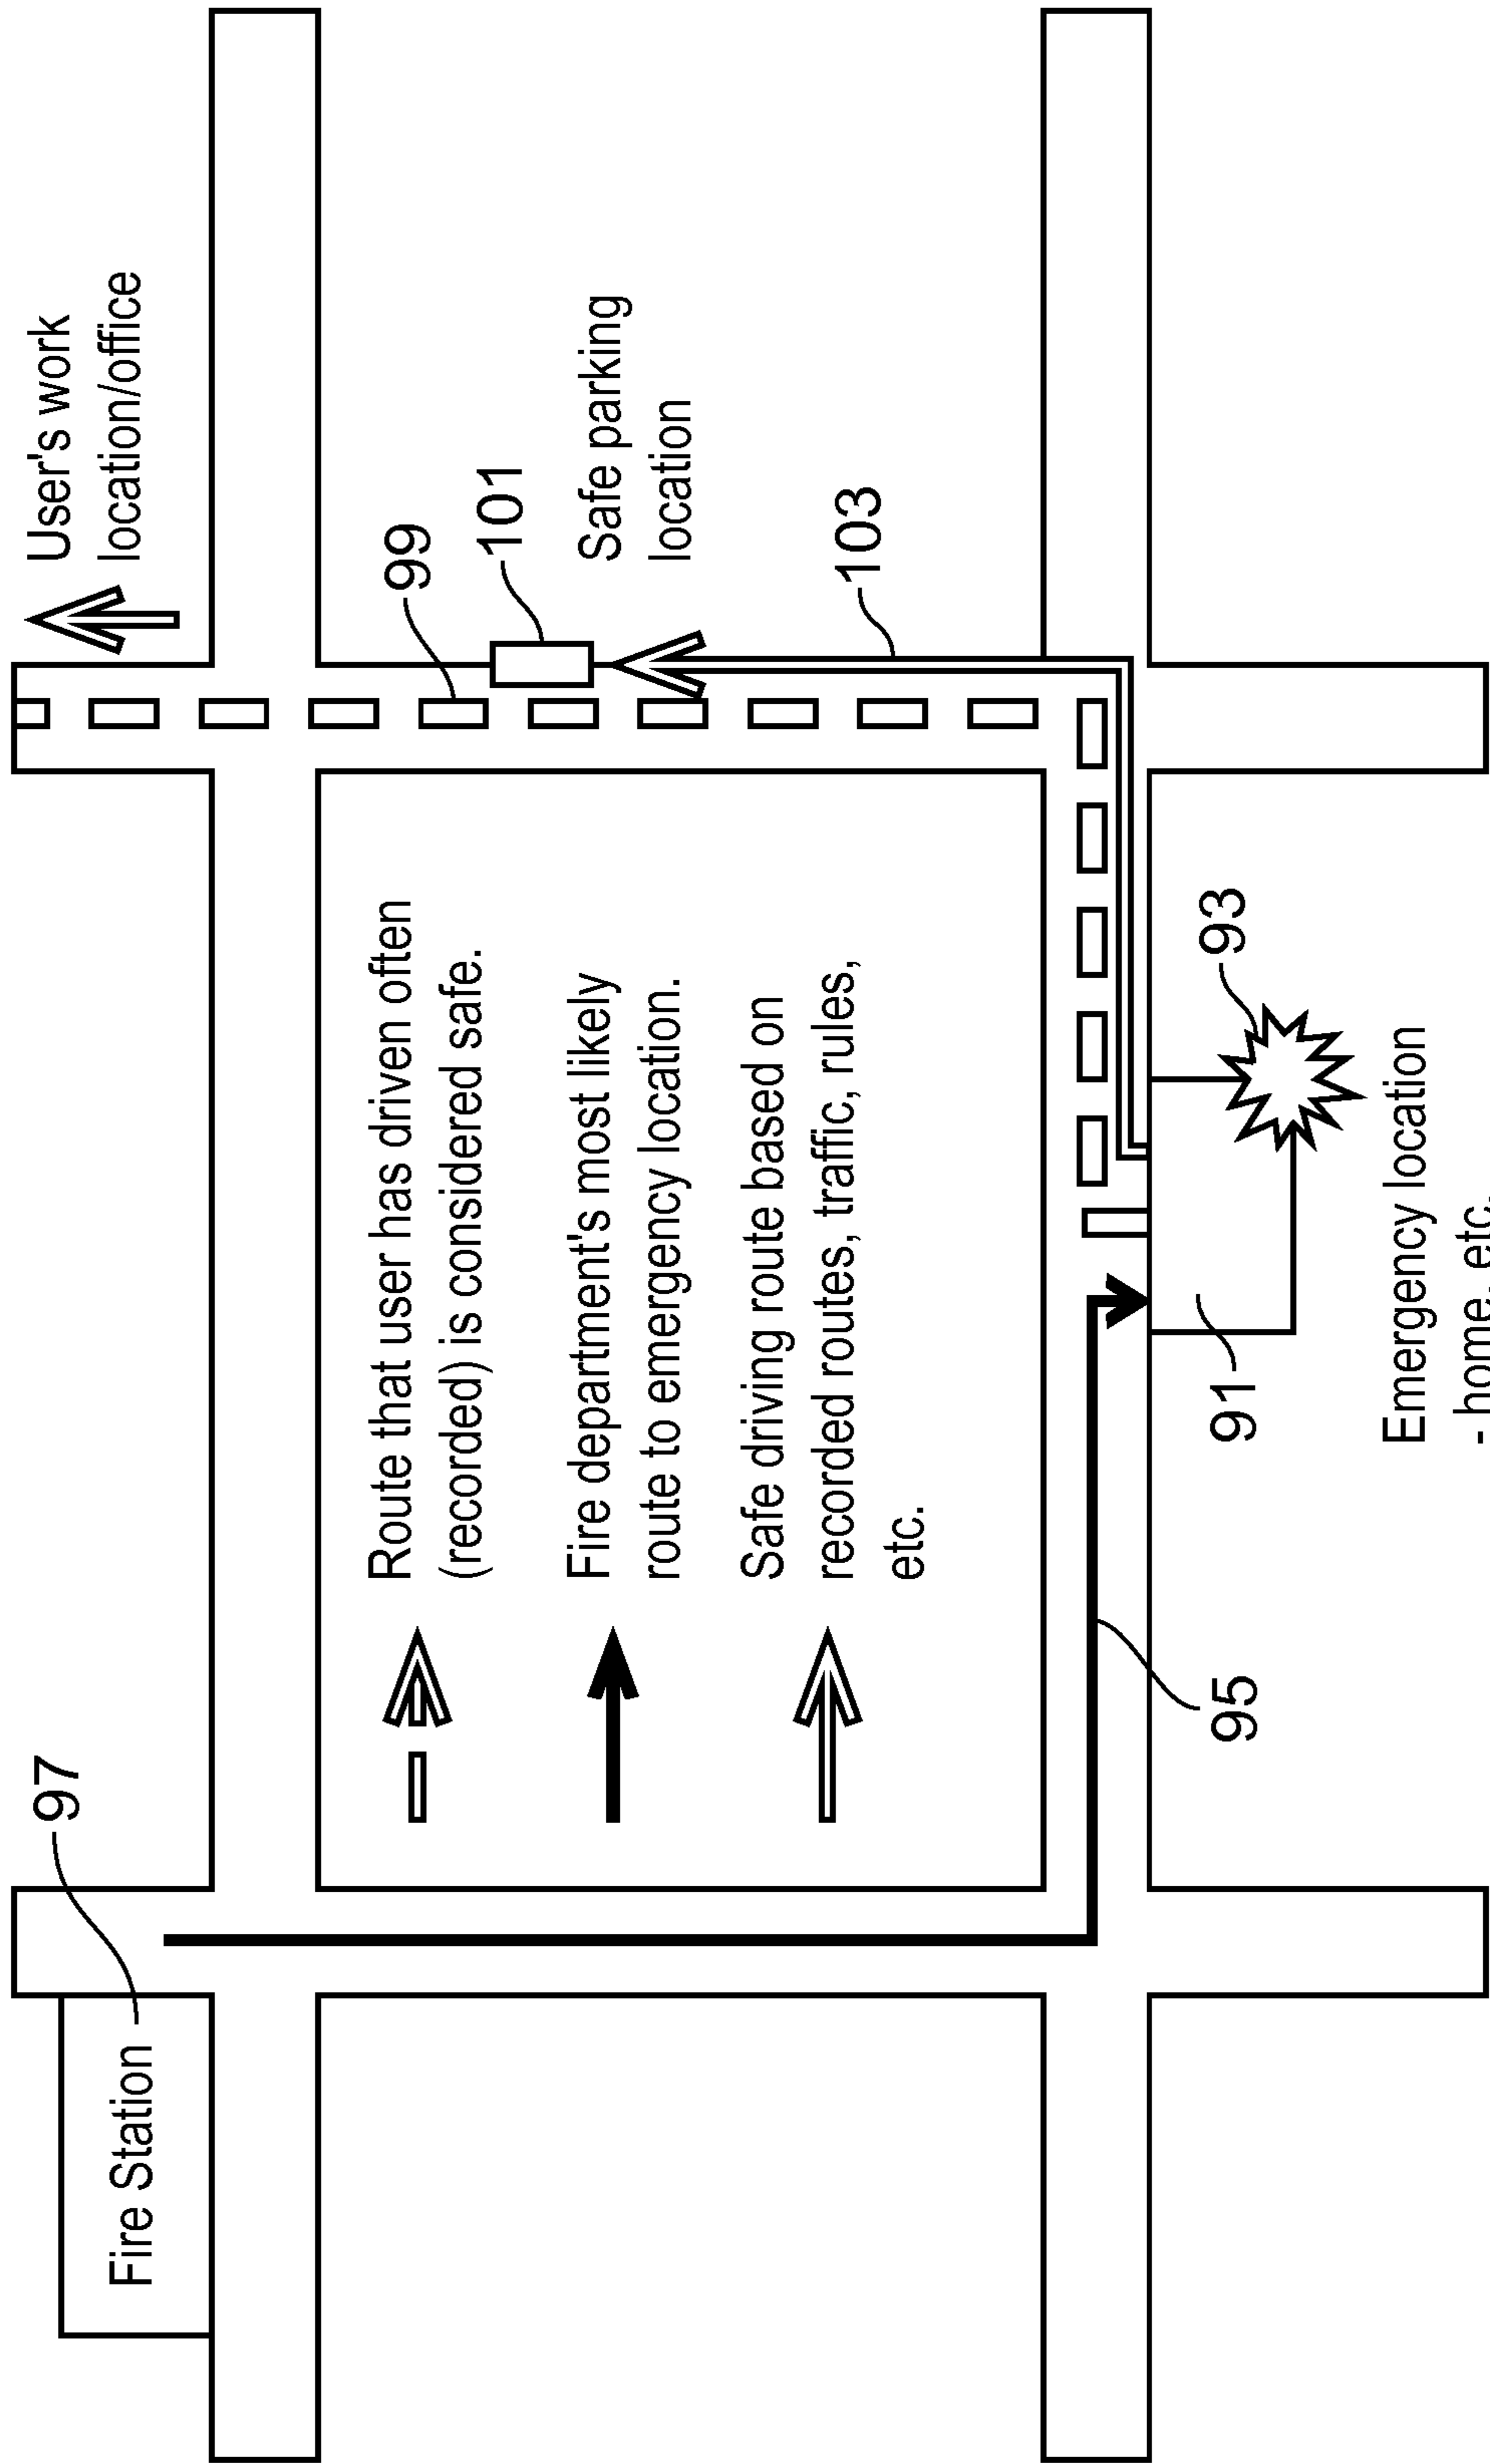 Fire Station
97
User's work
location/office
Route that user has driven often
(recorded) is considered safe.
Fire department's most likely
route to emergency location.
Safe driving route based on
recorded routes, traffic, rules,
etc.
99
101
Safe parking
location
103
95
91
93
Emergency location
- home, etc.